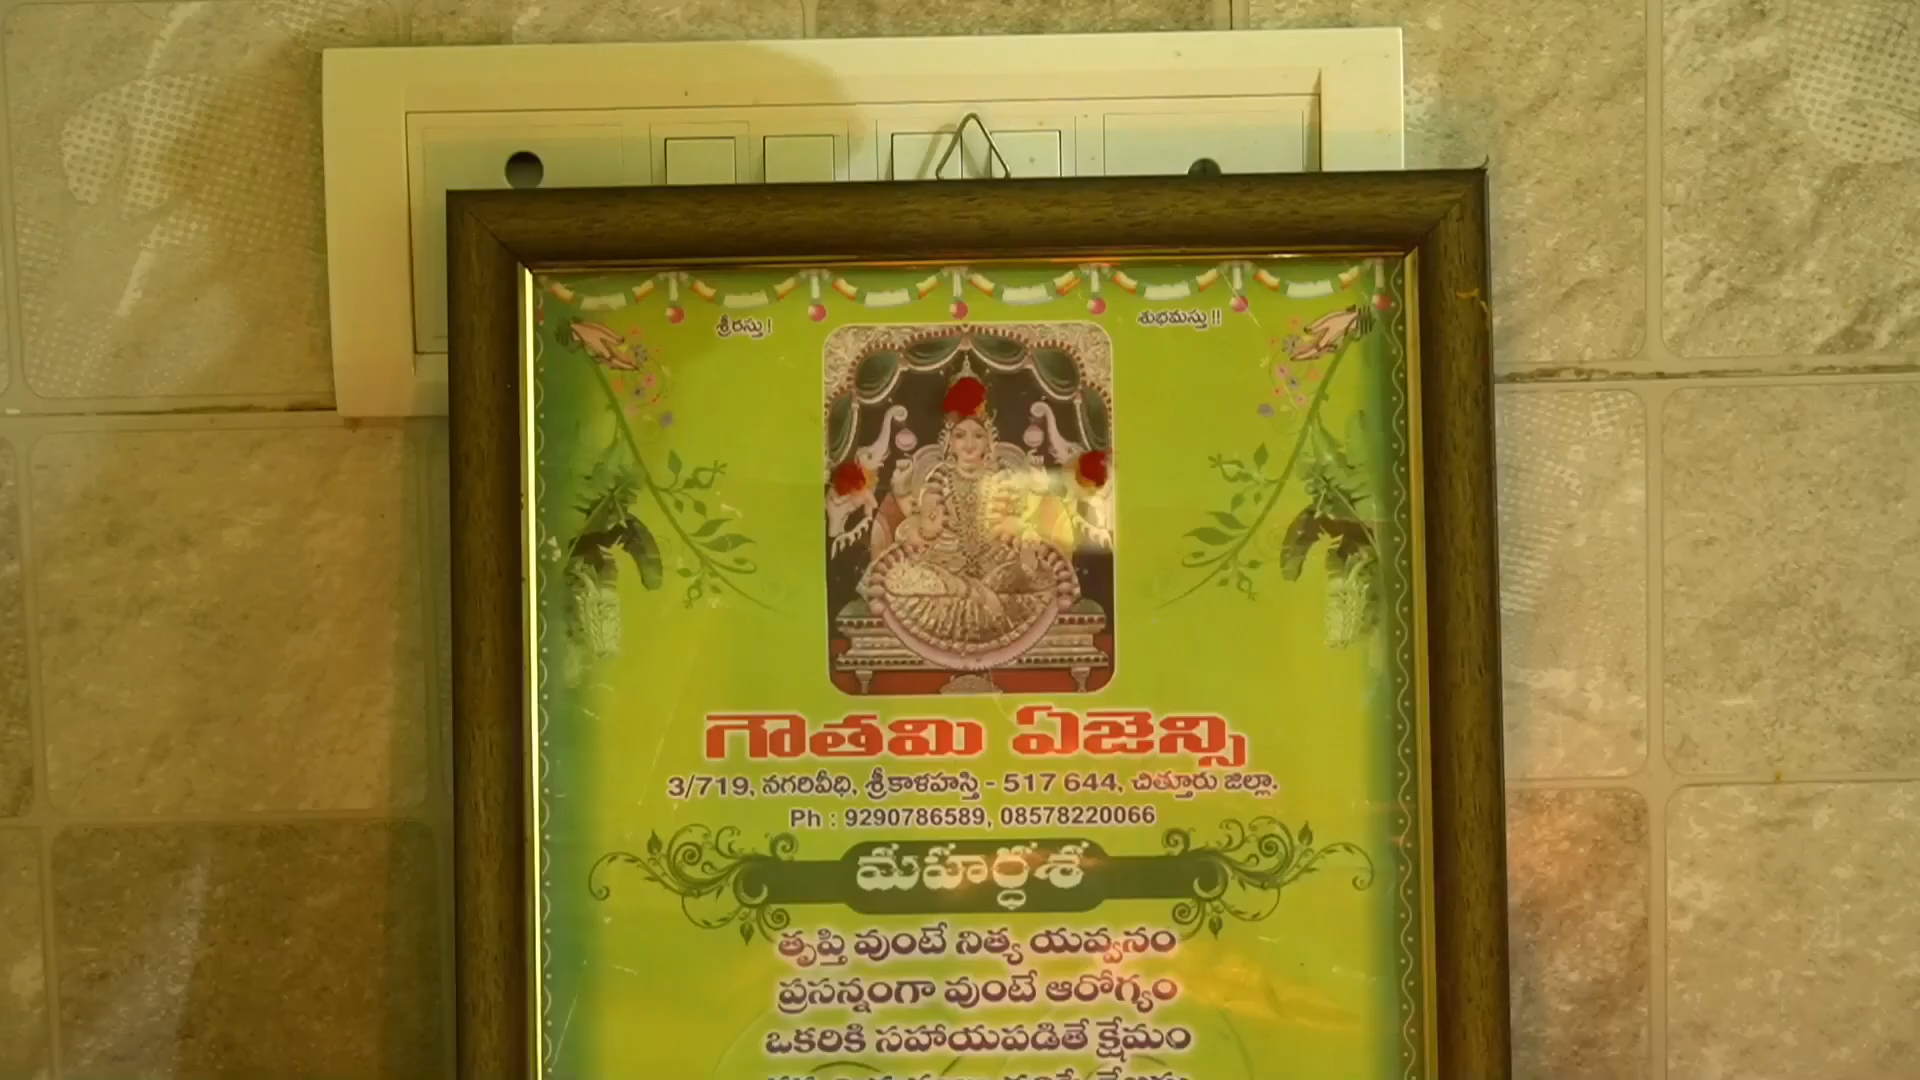 శ్రీరస్తు ! శుభమస్తు !!
గౌతమి ఏజెన్సి
3/719, నగరివీధి, శ్రీకాళహస్తి - 517 644, చిత్తూరు జిల్లా.
Ph : 9290786589, 08578220066
మహర్ధశ
తృప్తి వుంటే నిత్య యవ్వనం
ప్రసన్నంగా వుంటే ఆరోగ్యం
ఒకరికి సహాయపడితే క్షేమం